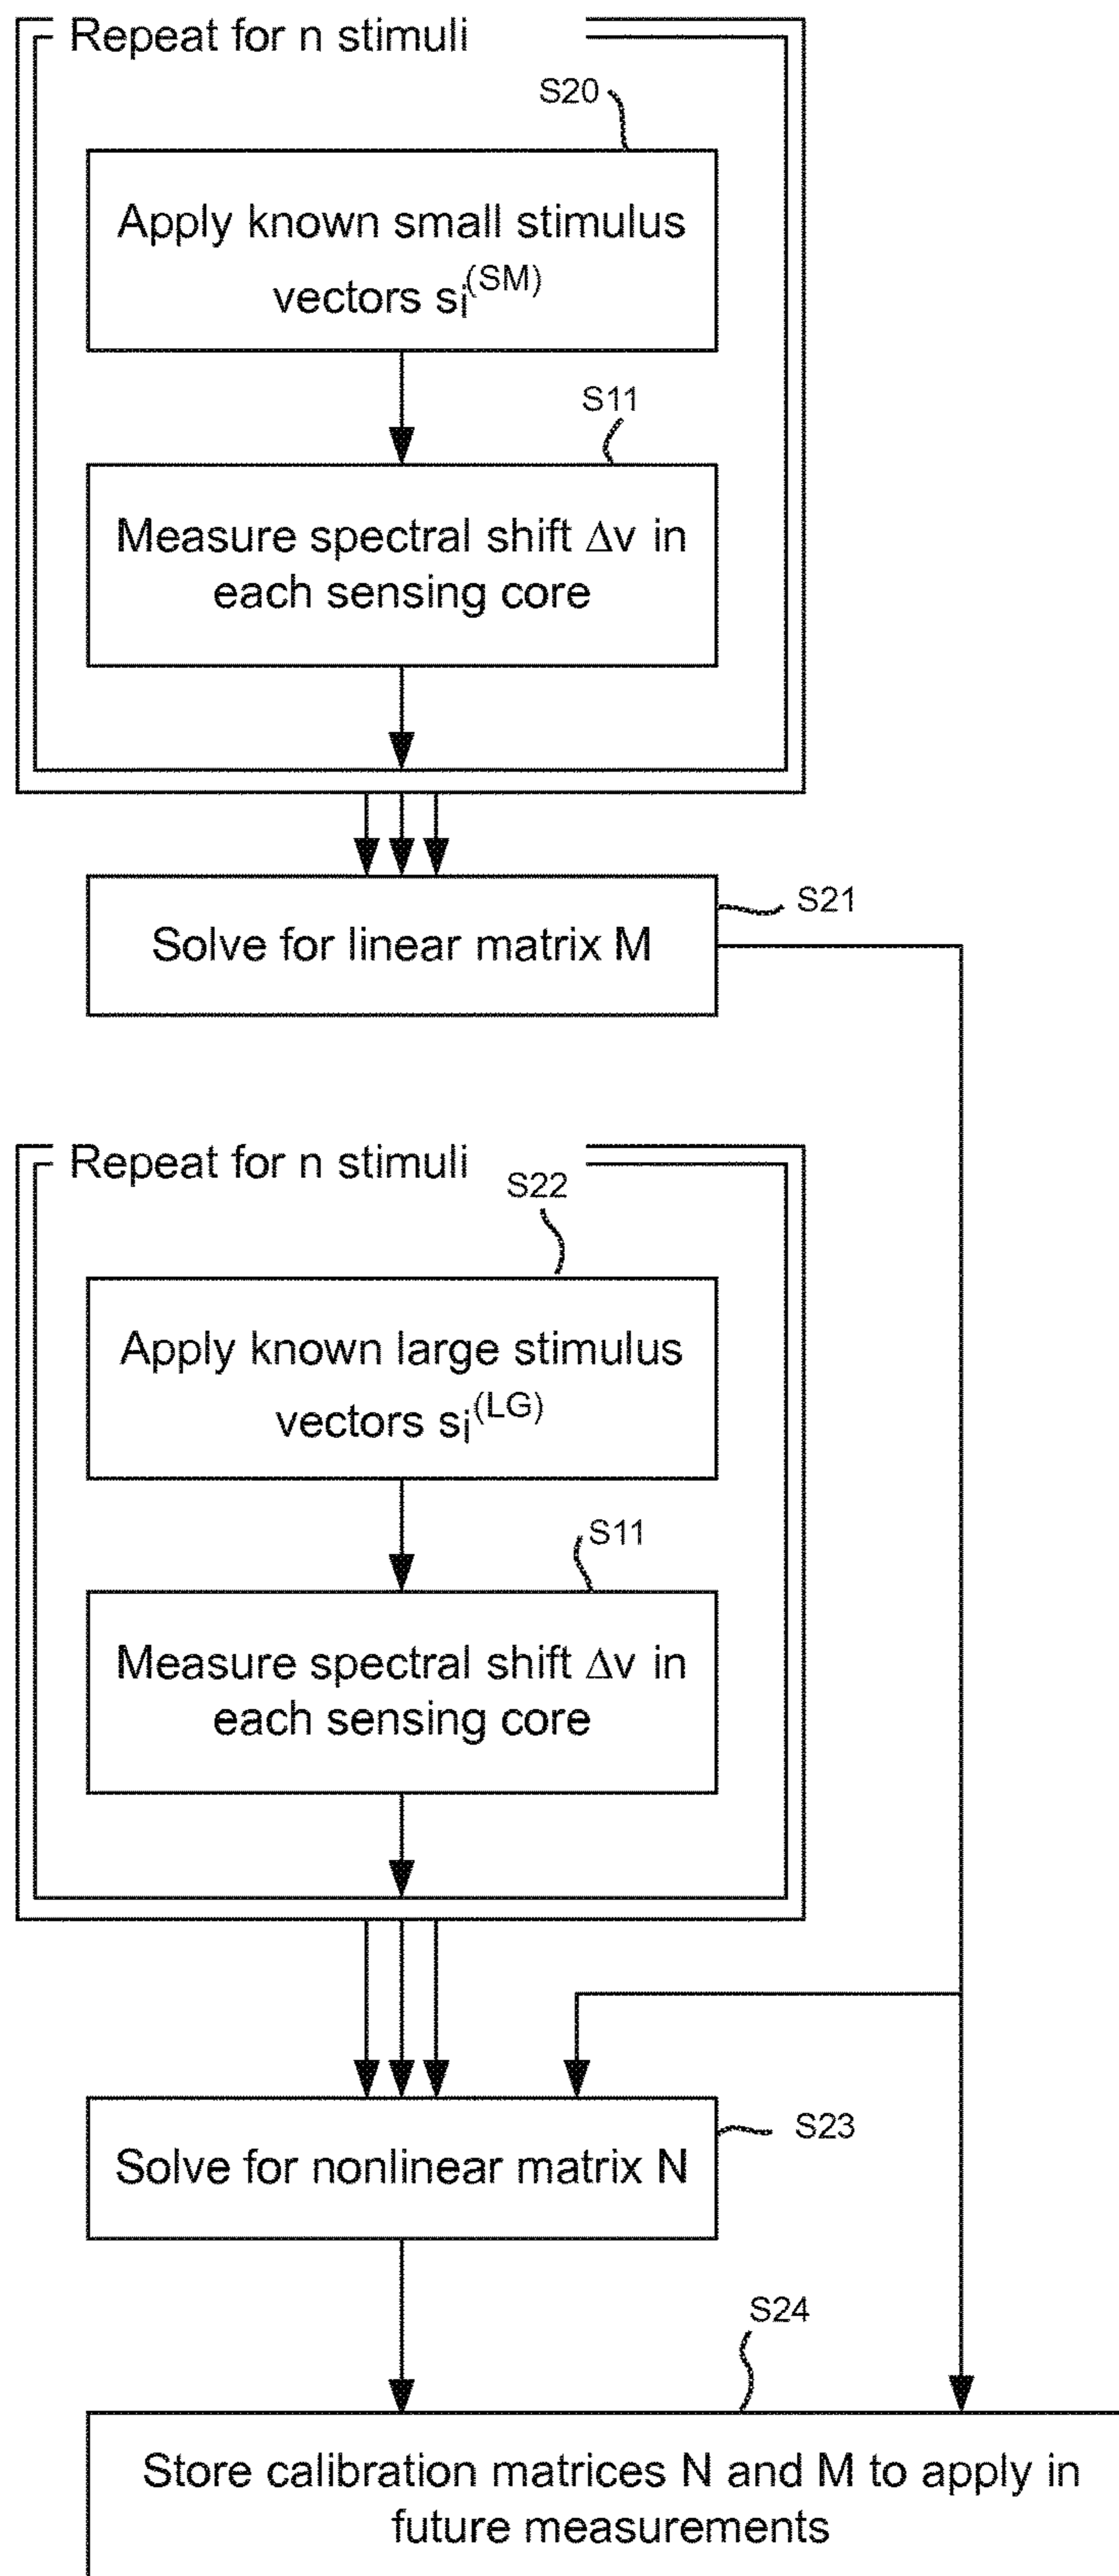 Repeat for n stimuli
S20
Apply known small stimulus
vectors si(SM)
S11
Measure spectral shift Δv in
each sensing core
S21
Solve for linear matrix M
Repeat for n stimuli
S22
Apply known large stimulus
vectors si(LG)
S11
Measure spectral shift Δv in
each sensing core
S23
Solve for nonlinear matrix N
S24
Store calibration matrices N and M to apply in
future measurements